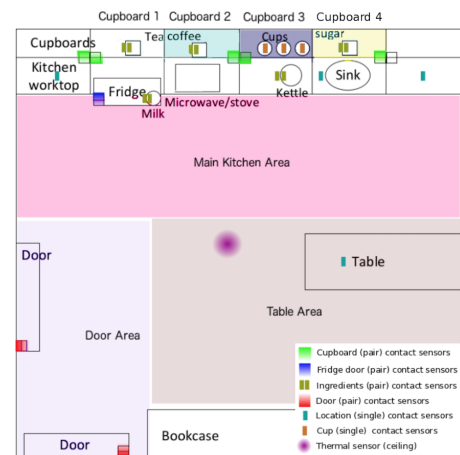 Cupboard 1 Cupboard 2 Cupboard 3 Cupboard 4
Cupboards Tea coffee Cups sugar
Kitchen
worktop
Fridge Kettle Sink
Microwave/stove
Milk
Main Kitchen Area
Door
Table
Table Area
Door Area
Cupboard (pair) contact sensors
Fridge door (pair) contact sensors
Ingredients (pair) contact sensors
Door (pair) contact sensors
Location (single) contact sensors
Cup (single) contact sensors
Thermal sensor (ceiling)
Bookcase
Door